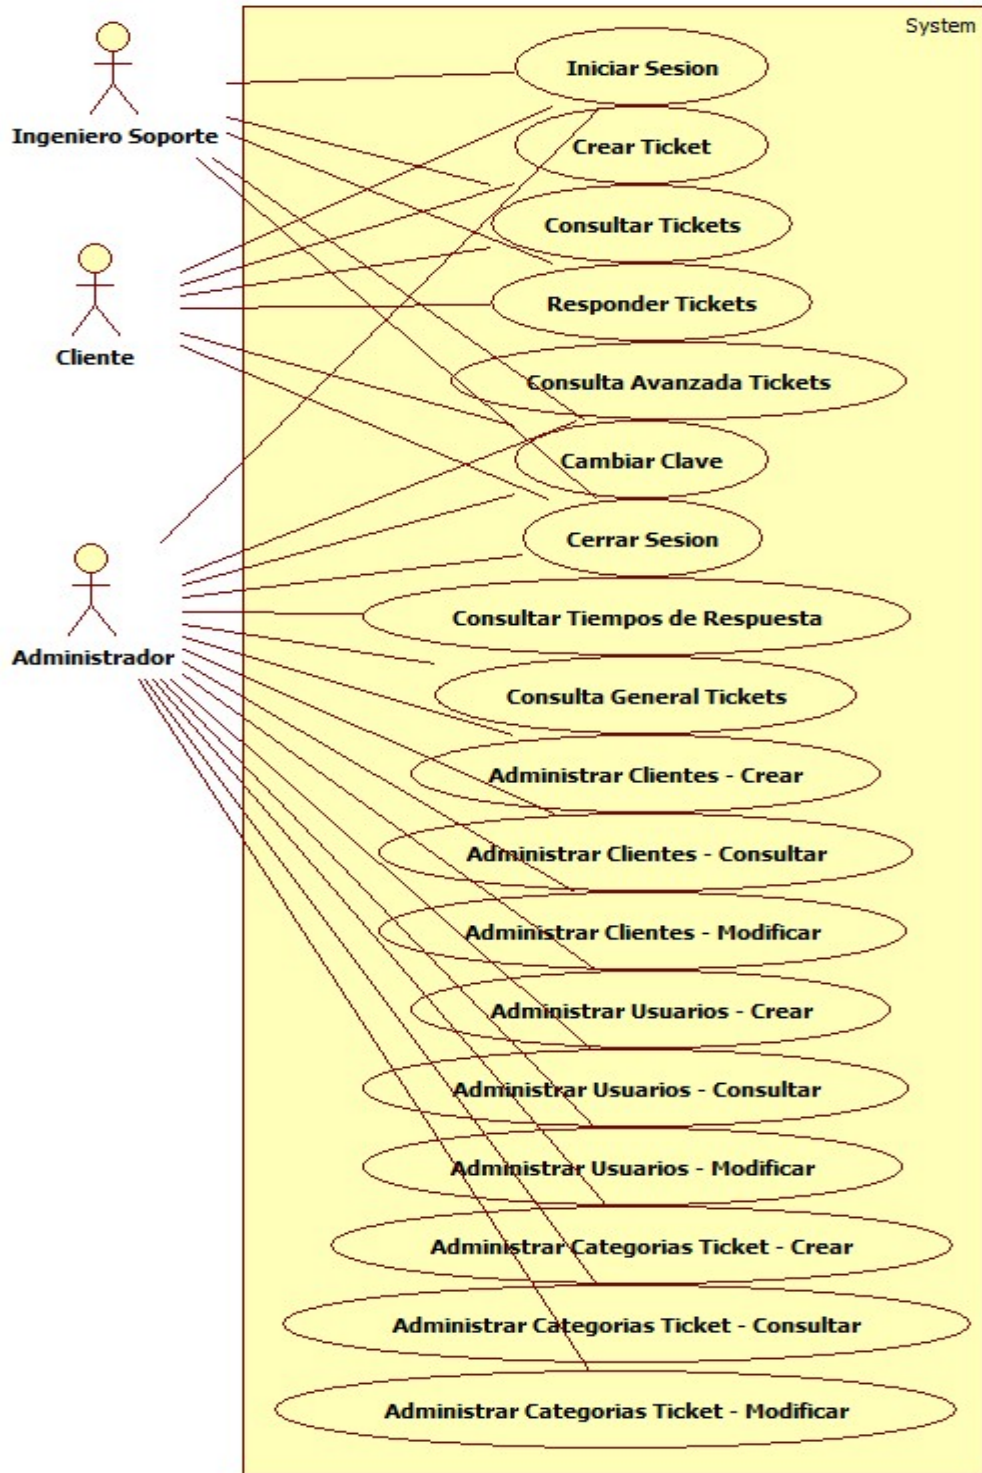 System
Iniciar Sesion
Ingeniero Soporte
Crear Ticket
Consultar Tickets
Responder Tickets
Cliente
Consulta Avanzada Tickets
Cambiar Clave
Cerrar Sesion
Consultar Tiempos de Respuesta
Administrador
Consulta General Tickets
Administrar Clientes - Crear
Administrar Clientes - Consultar
Administrar Clientes - Modificar
Administrar Usuarios - Crear
Administrar Usuarios - Consultar
Administrar Usuarios - Modificar
Administrar Categorias Ticket - Crear
Administrar Categorias Ticket - Consultar
Administrar Categorias Ticket - Modificar